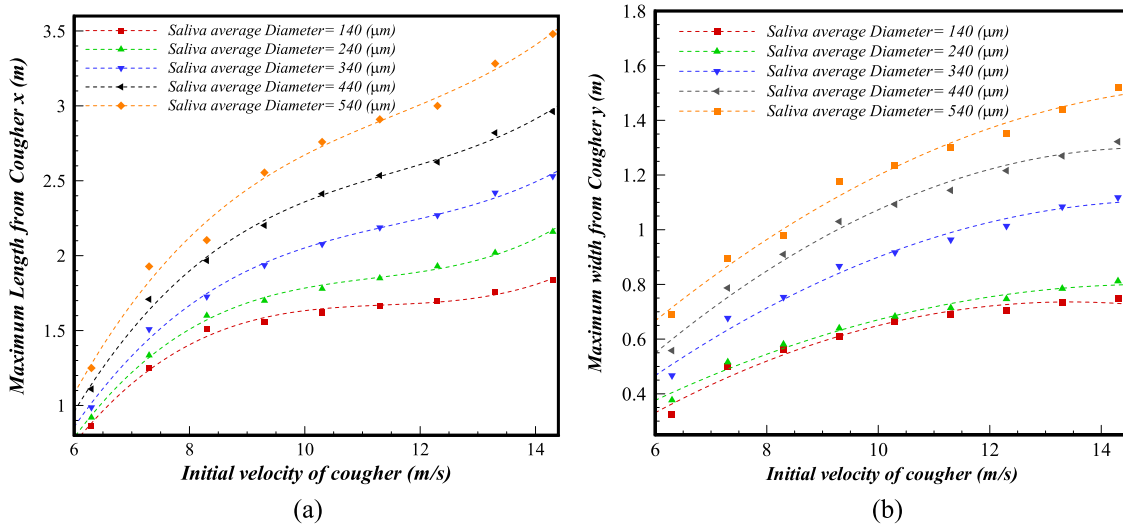 Saliva average Diameter= 140 (μm)
Saliva average Diameter= 240 (μm)
Saliva average Diameter= 340 (μm)
Saliva average Diameter= 440 (μm)
Saliva average Diameter= 540 (μm)
Maximum Length from Cougher x (m)
3.5
3
2.5
2
1.5
1
6 8 10 12 14
Initial velocity of cougher (m/s)
(a)
Saliva average Diameter= 140 (μm)
Saliva average Diameter= 240 (μm)
Saliva average Diameter= 340 (μm)
Saliva average Diameter= 440 (μm)
Saliva average Diameter= 540 (μm)
Maximum width from Cougher y (m)
1.8
1.6
1.4
1.2
1
0.8
0.6
0.4
6 8 10 12 14
Initial velocity of cougher (m/s)
(b)